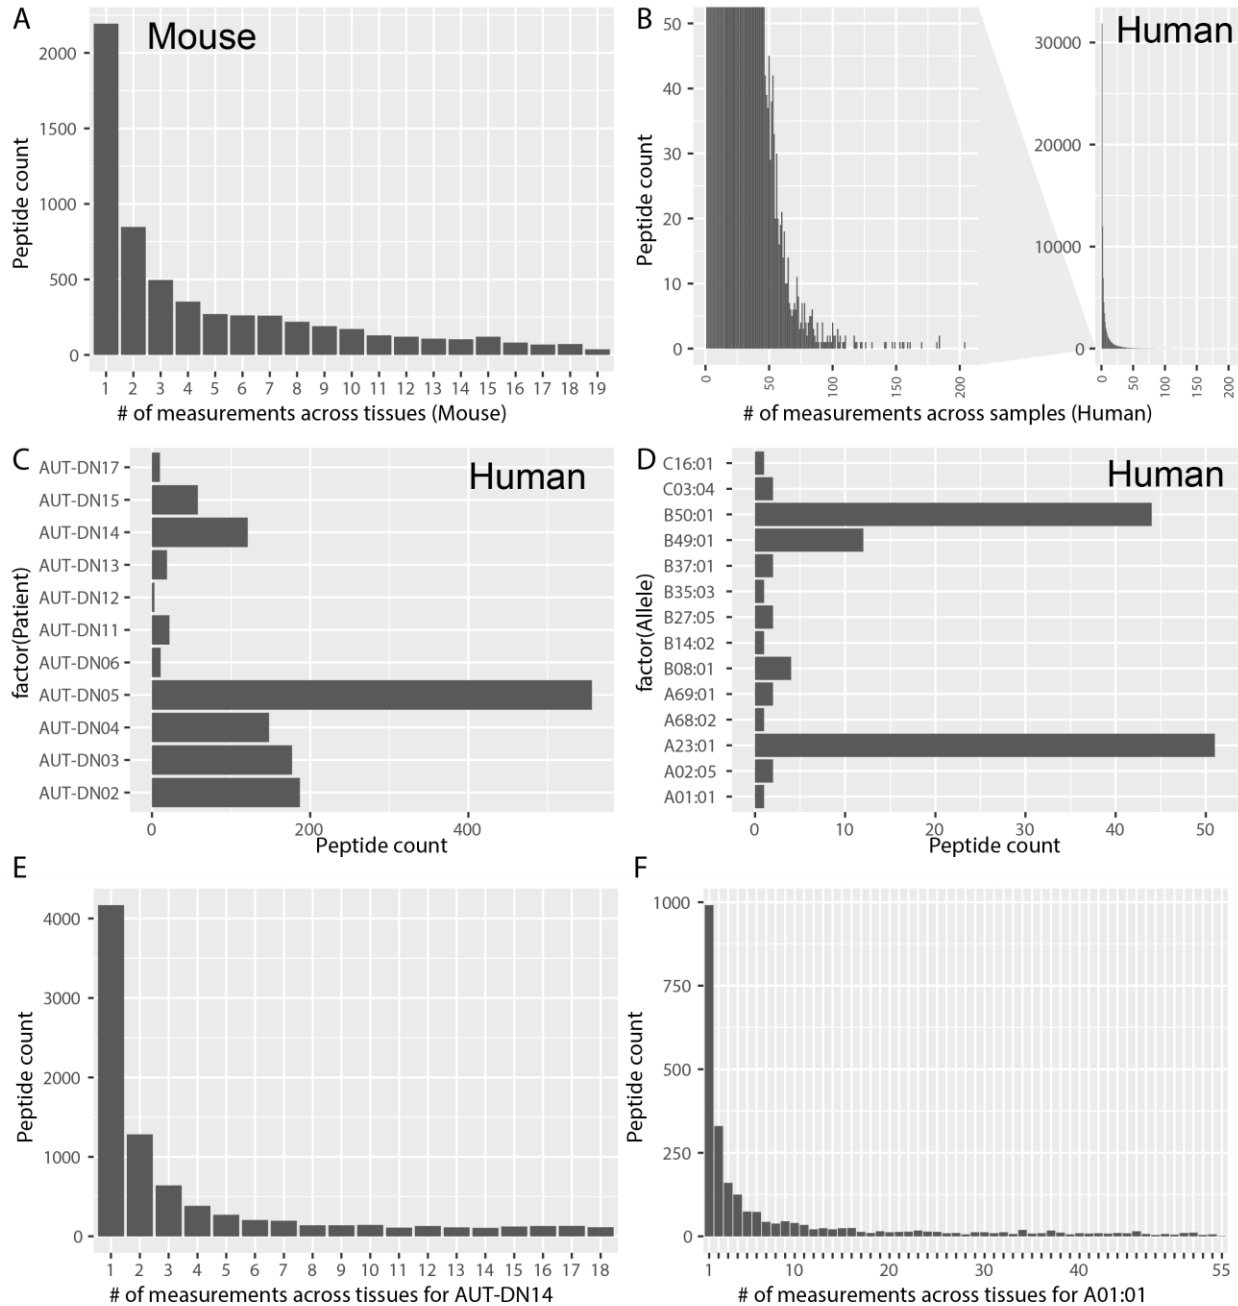 A
Mouse
Peptide count
2000
1500
1000
500
0
1 2 3 4 5 6 7 8 9 10 11 12 13 14 15 16 17 18 19
# of measurements across tissues (Mouse)
B
Human
Peptide count
50
40
30
20
10
0
0 50 100 150 200
30000
20000
10000
0
0 50 100 150 200
# of measurements across samples (Human)
C
Human
factor(Patient)
AUT-DN17
AUT-DN15
AUT-DN14
AUT-DN13
AUT-DN12
AUT-DN11
AUT-DN06
AUT-DN05
AUT-DN04
AUT-DN03
AUT-DN02
0 200 400
Peptide count
D
Human
factor(Allele)
C16:01
C03:04
B50:01
B49:01
B37:01
B35:03
B27:05
B14:02
B08:01
A69:01
A68:02
A23:01
A02:05
A01:01
0 10 20 30 40 50
Peptide count
E
Peptide count
4000
3000
2000
1000
0
1 2 3 4 5 6 7 8 9 10 11 12 13 14 15 16 17 18
# of measurements across tissues for AUT-DN14
F
Peptide count
1000
750
500
250
0
1 10 20 30 40 55
# of measurements across tissues for A01:01